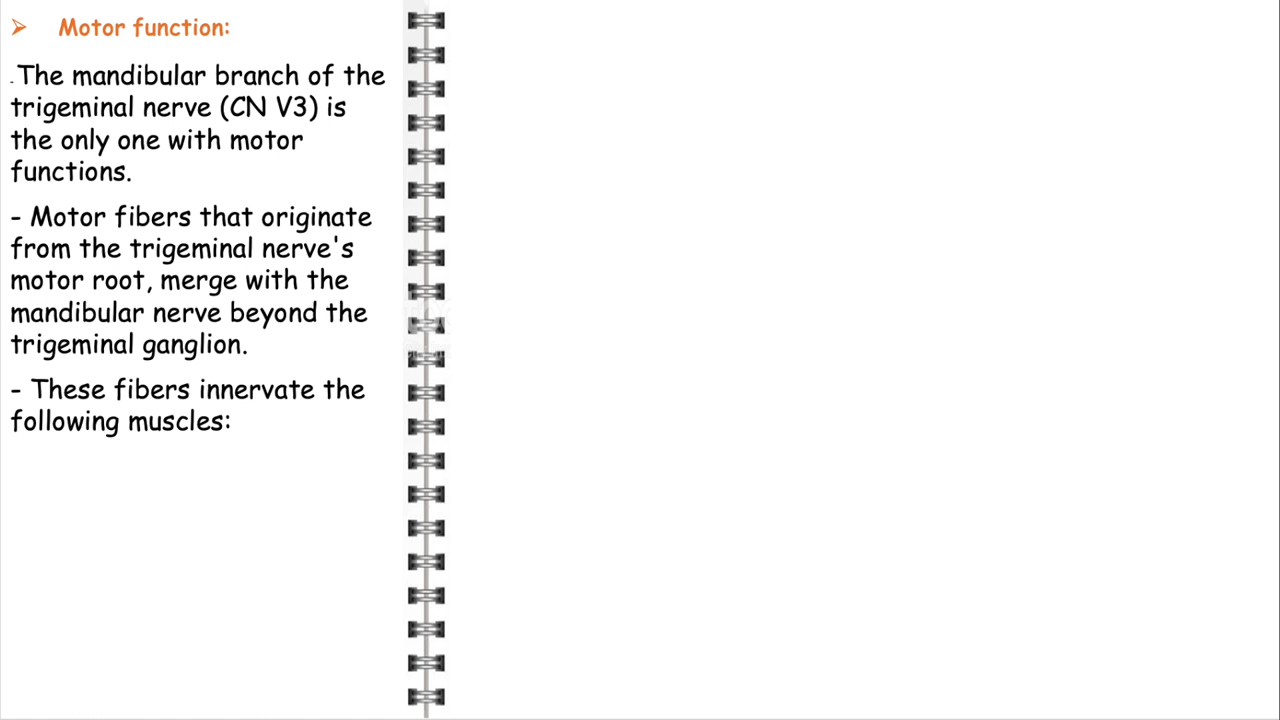 ➢ Motor function:
-The mandibular branch of the
trigeminal nerve (CN V3) is
the only one with motor
functions.
- Motor fibers that originate
from the trigeminal nerve's
motor root, merge with the
mandibular nerve beyond the
trigeminal ganglion.
- These fibers innervate the
following muscles: